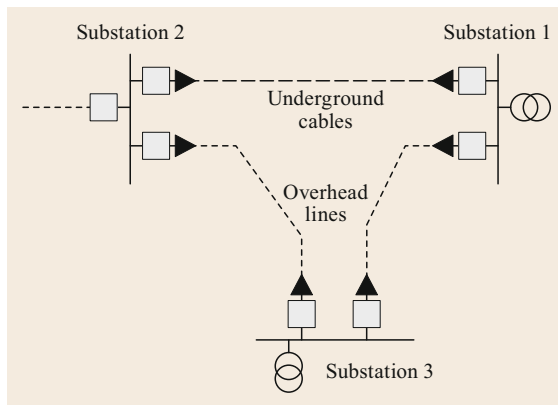 Substation 2
Substation 1
Underground
cables
Overhead
lines
Substation 3